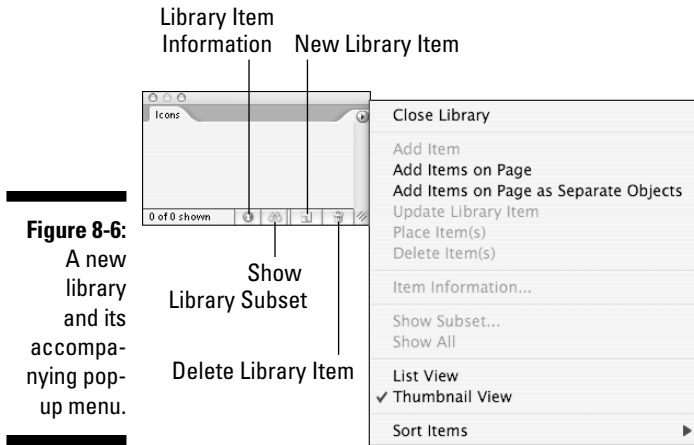 Library Item
Information
New Library Item
Icons
0 of 0 shown
Show
Library Subset
Delete Library Item
Close Library
Add Item
Add Items on Page
Add Items on Page as Separate Objects
Update Library Item
Place Item(s)
Delete Item(s)
Item Information...
Show Subset...
Show All
List View
✓ Thumbnail View
Sort Items
Figure 8-6:
A new
library
and its
accompa-
nying pop-
up menu.